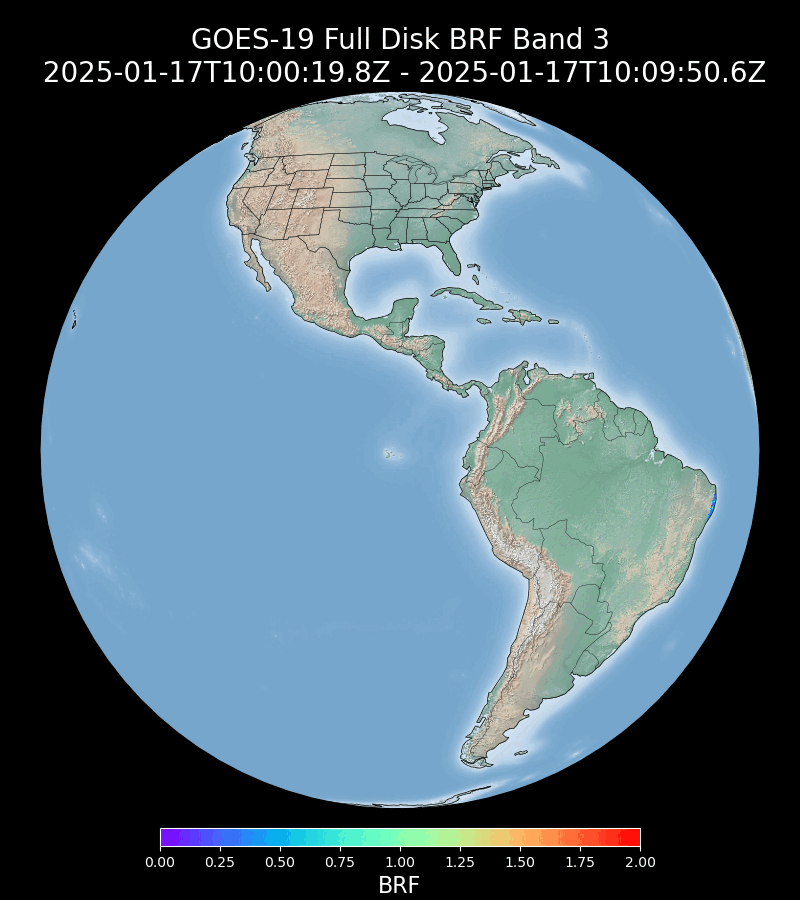 GOES-19 Full Disk BRF Band 3
2025-01-17T10:00:19.8Z - 2025-01-17T10:09:50.6Z
0.00 0.25 0.50 0.75 1.00 1.25 1.50 1.75 2.00
BRF